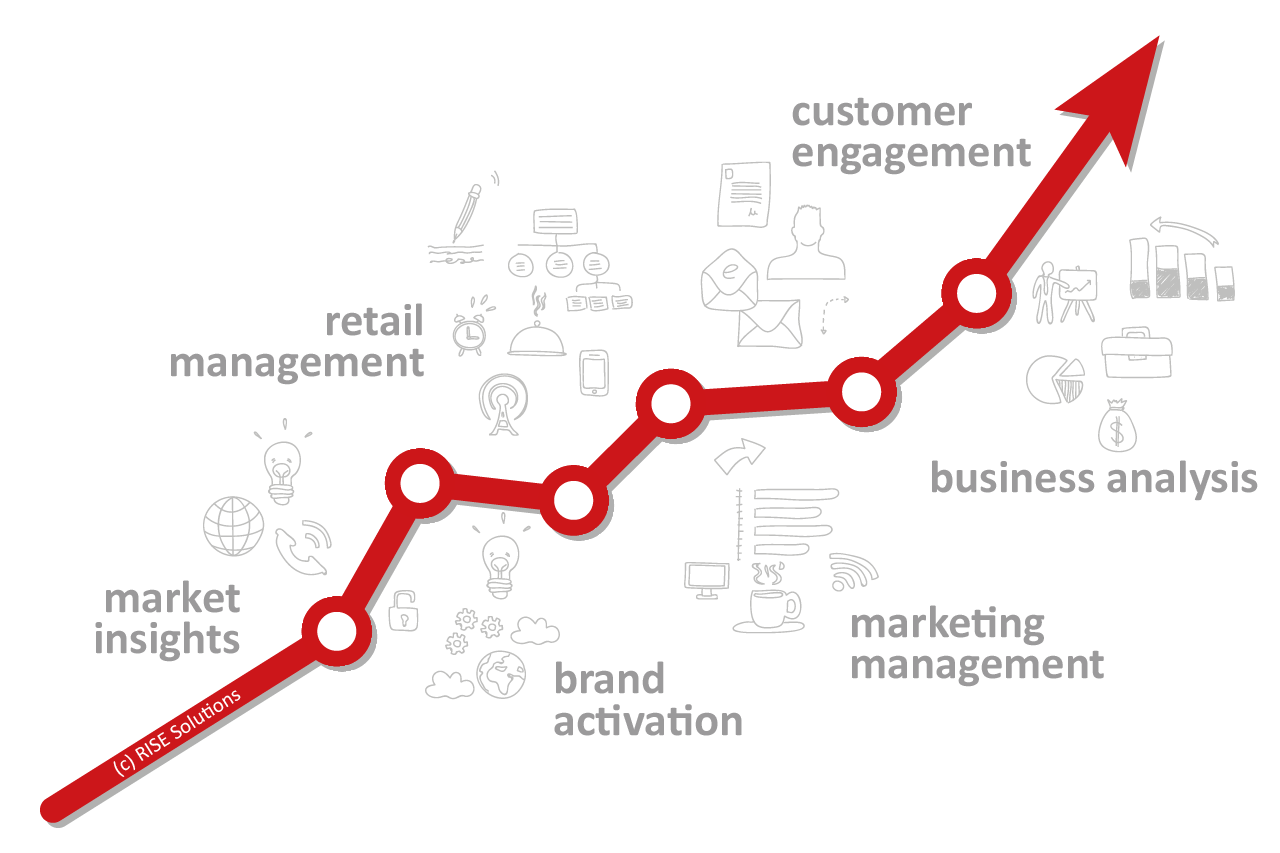 customer
engagement
retail
management
business analysis
market
insights
marketing
management
brand
activation
(c) RISE Solutions
e
$